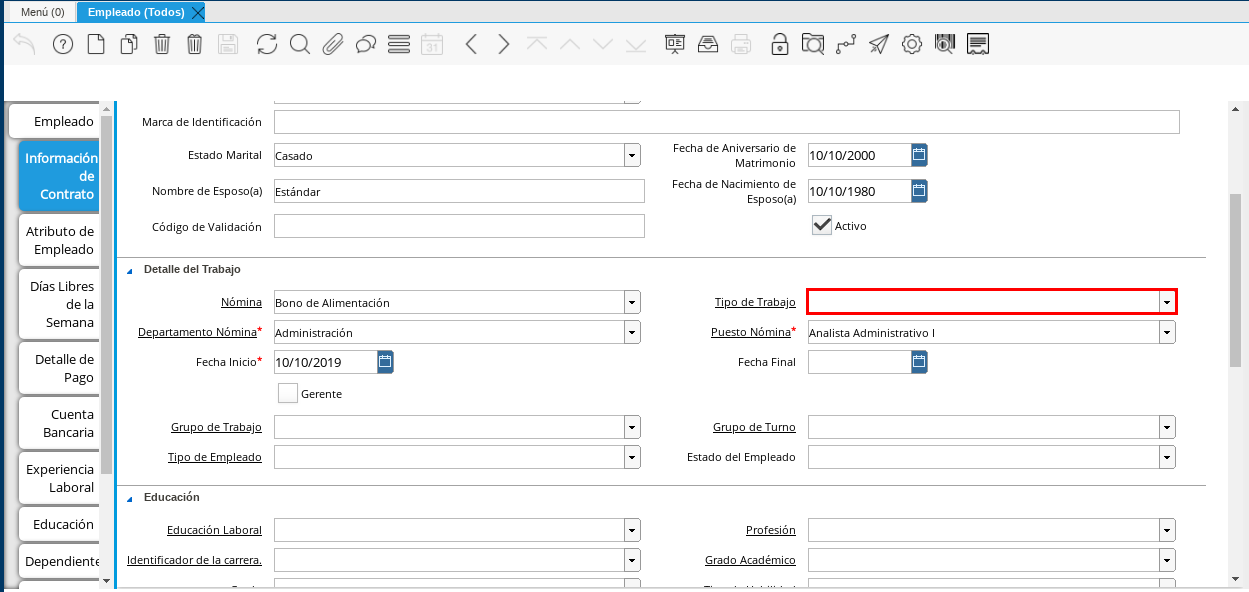 Menú (0)
Empleado (Todos)
31
Empleado
Información
de
Contrato
Atributo de
Empleado
Días Libres
de la
Semana
Detalle de
Pago
Cuenta
Bancaria
Experiencia
Laboral
Educación
Dependiente
Marca de Identificación
Estado Marital Casado
Fecha de Aniversario de
Matrimonio
10/10/2000
Nombre de Esposo(a) Estándar
Fecha de Nacimiento de
Esposo(a)
10/10/1980
Código de Validación
Activo
Detalle del Trabajo
Nómina Bono de Alimentación
Tipo de Trabajo
Departamento Nómina* Administración
Puesto Nómina* Analista Administrativo I
Fecha Inicio* 10/10/2019
Fecha Final
Gerente
Grupo de Trabajo
Grupo de Turno
Tipo de Empleado
Estado del Empleado
Educación
Educación Laboral
Profesión
Identificador de la carrera.
Grado Académico